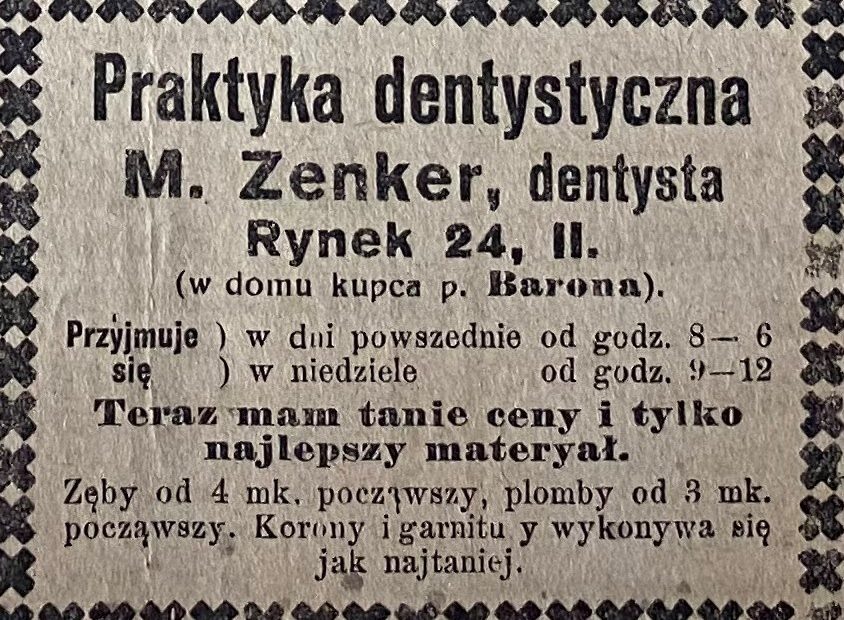 Praktyka dentystyczna
M. Zenker, dentysta
Rynek 24, II.
(w domu kupca p. Barona).
Przyjmuje ) w dni powszednie od godz. 8— 6
się ) w niedziele od godz. 9—12
Teraz mam tanie ceny i tylko
najlepszy materyał.
Zęby od 4 mk. począwszy, plomby od 3 mk.
począwszy. Korony i garnitu y wykonywa się
jak najtaniej.